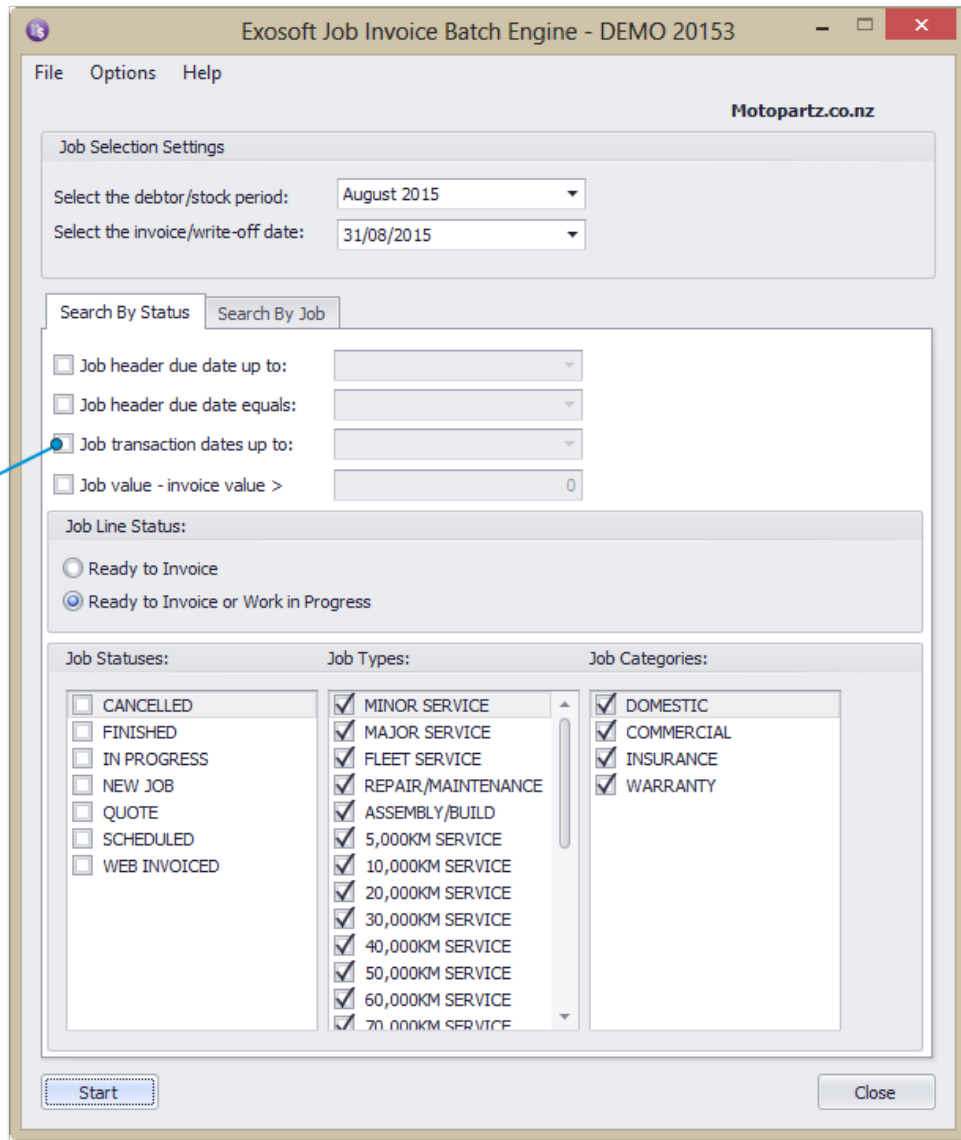 Exosoft Job Invoice Batch Engine - DEMO 20153
File Options Help
Motopartz.co.nz
Job Selection Settings
Select the debtor/stock period: August 2015
Select the invoice/write-off date: 31/08/2015
Search By Status Search By Job
Job header due date up to:
Job header due date equals:
Job transaction dates up to:
Job value - invoice value > 0
Job Line Status:
Ready to Invoice
Ready to Invoice or Work in Progress
Job Statuses: Job Types: Job Categories:
CANCELLED MINOR SERVICE DOMESTIC
FINISHED MAJOR SERVICE COMMERCIAL
IN PROGRESS FLEET SERVICE INSURANCE
NEW JOB REPAIR/MAINTENANCE WARRANTY
QUOTE ASSEMBLY/BUILD
SCHEDULED 5,000KM SERVICE
WEB INVOICED 10,000KM SERVICE
20,000KM SERVICE
30,000KM SERVICE
40,000KM SERVICE
50,000KM SERVICE
60,000KM SERVICE
70,000KM SERVICE
Start Close